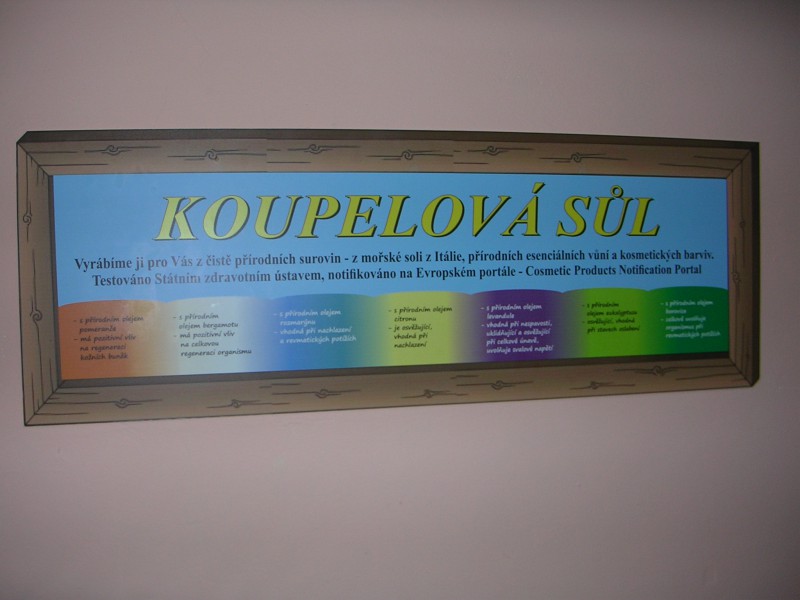 KOUPELOVÁ SŮL
Vyrábíme ji pro Vás z čistě přírodních surovin - z mořské soli z Itálie, přírodních esenciálních vůní a kosmetických barviv.
Testováno Státním zdravotním ústavem, notifikováno na Evropském portále - Cosmetic Products Notification Portal
- s přírodním olejem
pomeranče
- má pozitivní vliv
na regeneraci
kožních buněk
- s přírodním
olejem bergamotu
- má pozitivní vliv
na celkovou
regeneraci organismu
- s přírodním olejem
rozmarýnu
- vhodná při nachlazení
a revmatických potížích
- s přírodním olejem
citronu
- je osvěžující,
vhodná při
nachlazení
- s přírodním olejem
levandule
- vhodná při nespavosti,
uklidňující a osvěžující
při celkové únavě,
uvolňuje svalové napětí
- s přírodním
olejem eukalyptu
- osvěžující, vhodná
při stavech oslabení
- s přírodním olejem
borovice
- celkově uvolňuje
organismus při
revmatických potížích